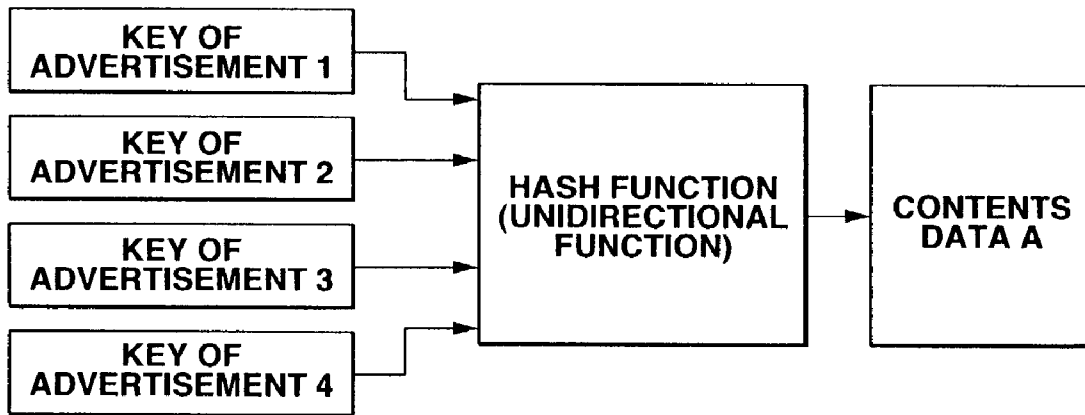 KEY OF
ADVERTISEMENT 1
KEY OF
ADVERTISEMENT 2
KEY OF
ADVERTISEMENT 3
KEY OF
ADVERTISEMENT 4
HASH FUNCTION
(UNIDIRECTIONAL
FUNCTION)
CONTENTS
DATA A